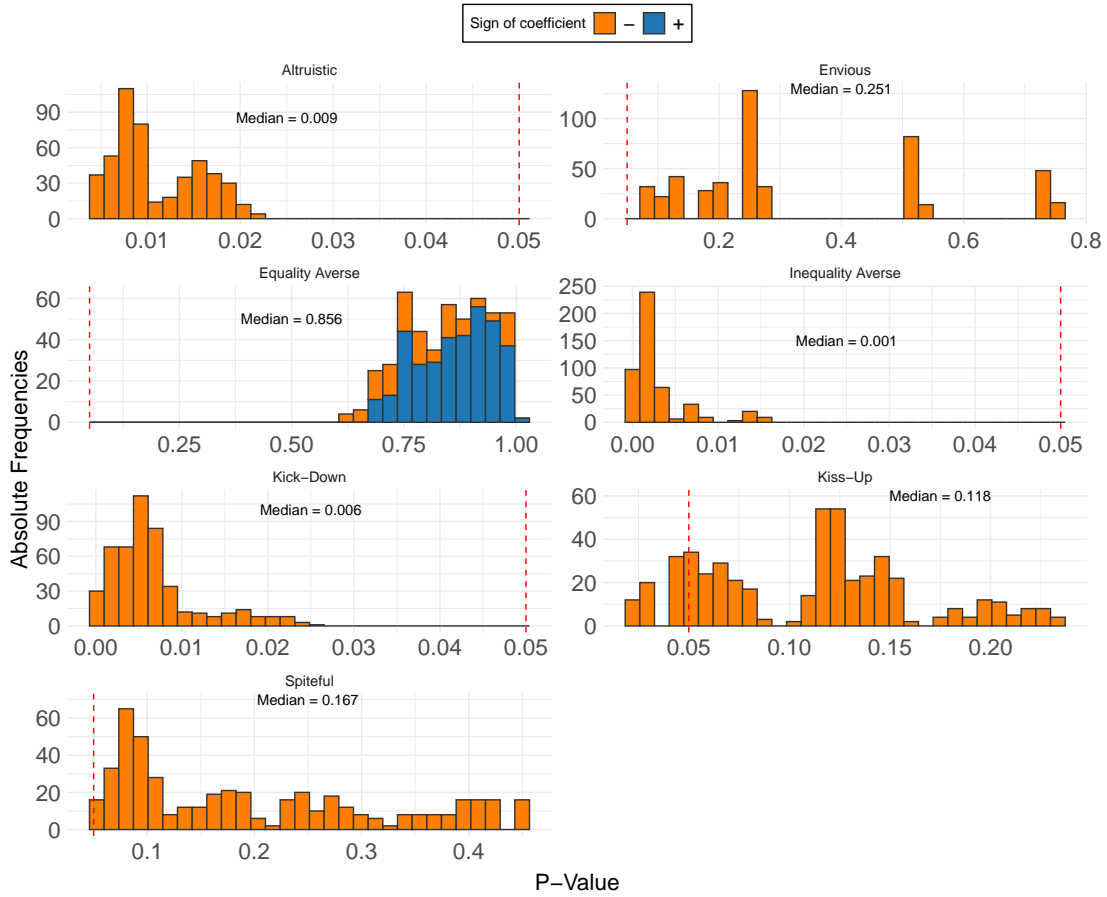 Sign of coefficient − +
Altruistic
Median = 0.009
90
60
30
0
0.01 0.02 0.03 0.04 0.05
Envious
Median = 0.251
100
50
0
0.2 0.4 0.6 0.8
Equality Averse
Median = 0.856
60
40
20
0
0.25 0.50 0.75 1.00
Inequality Averse
Median = 0.001
250
200
150
100
50
0
0.00 0.01 0.02 0.03 0.04 0.05
Kick−Down
Median = 0.006
90
60
30
0
0.00 0.01 0.02 0.03 0.04 0.05
Kiss−Up
Median = 0.118
60
40
20
0
0.05 0.10 0.15 0.20
Spiteful
Median = 0.167
60
40
20
0
0.1 0.2 0.3 0.4
Absolute Frequencies
P−Value